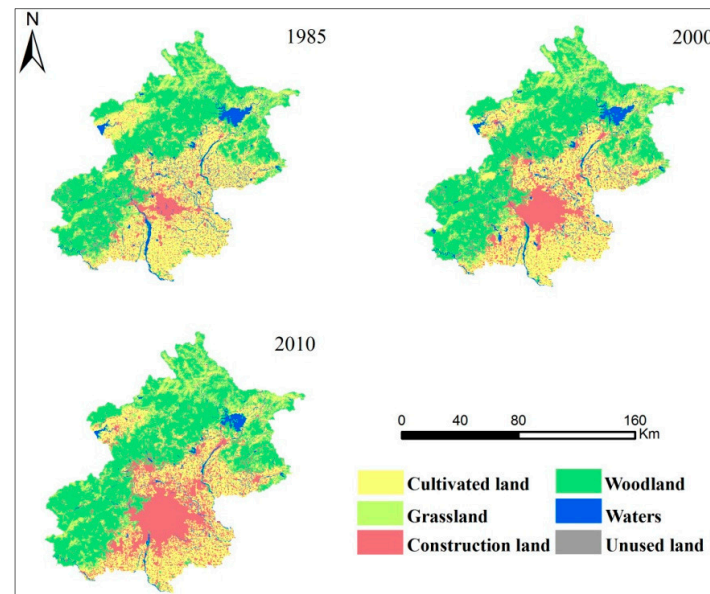 N
1985
2000
2010
0 40 80 160
Km
Cultivated land
Woodland
Grassland
Waters
Construction land
Unused land